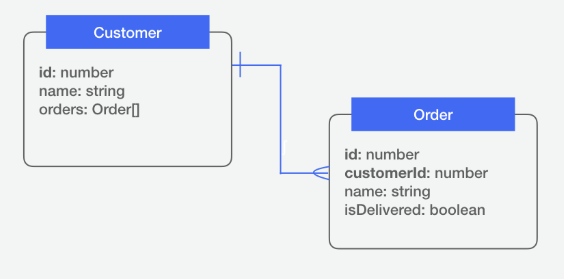 Customer
id: number
name: string
orders: Order[]
Order
id: number
customerId: number
name: string
isDelivered: boolean